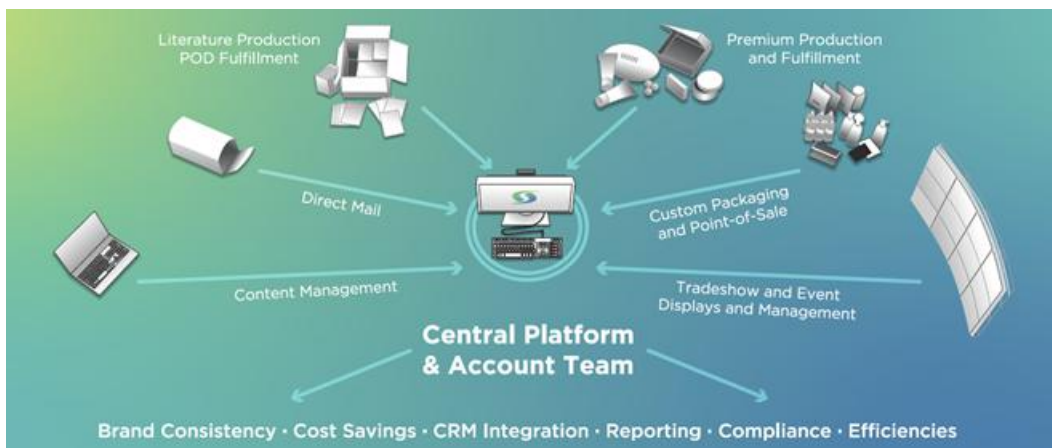 Literature Production
POD Fulfillment
Premium Production
and Fulfillment
Direct Mail
Custom Packaging
and Point-of-Sale
Content Management
Tradeshow and Event
Displays and Management
Central Platform
& Account Team
Brand Consistency · Cost Savings · CRM Integration · Reporting · Compliance · Efficiencies